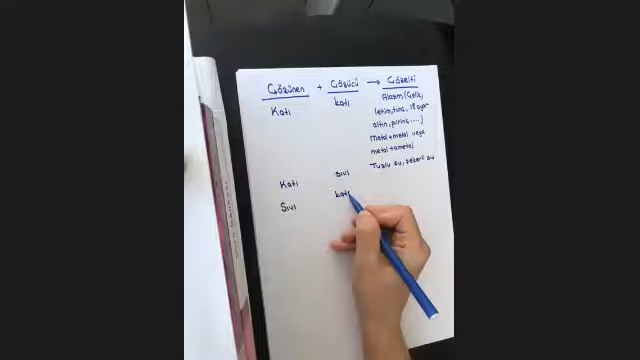 Çözünen + Çözücü → Çözelti
Katı katı Alaşım (Çelik,
lehim, tunç, 18 ayar
altın, pirinç....)
Metal+metal veya
metal+ametal
Tuzlu su, şekerli su
Katı sıvı
Sıvı katı